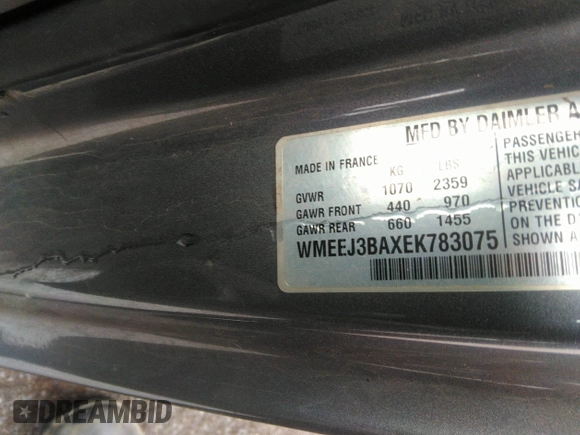 MFD BY DAIMLER A
MADE IN FRANCE KG LBS
GVWR 1070 2359
GAWR FRONT 440 970
GAWR REAR 660 1455
WMEEJ3BAXEK783075
PASSENGE
THIS VEHIC
APPLICABL
VEHICLE SA
PREVENTIO
ON THE D
SHOWN A
DREAMBID